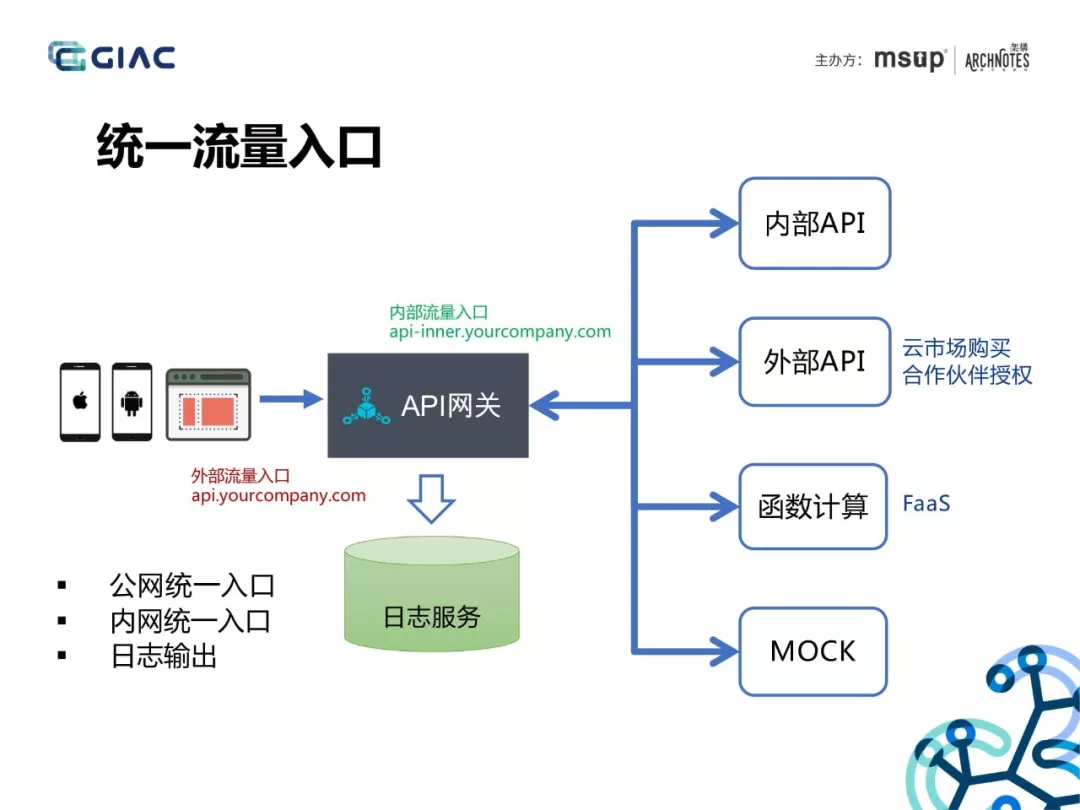 GIAC
主办方：
msup
架構
ARCHNOTES
统一流量入口
内部API
内部流量入口
api-inner.yourcompany.com
外部API
云市场购买
合作伙伴授权
API网关
外部流量入口
api.yourcompany.com
函数计算
FaaS
日志服务
▪ 公网统一入口
▪ 内网统一入口
▪ 日志输出
MOCK